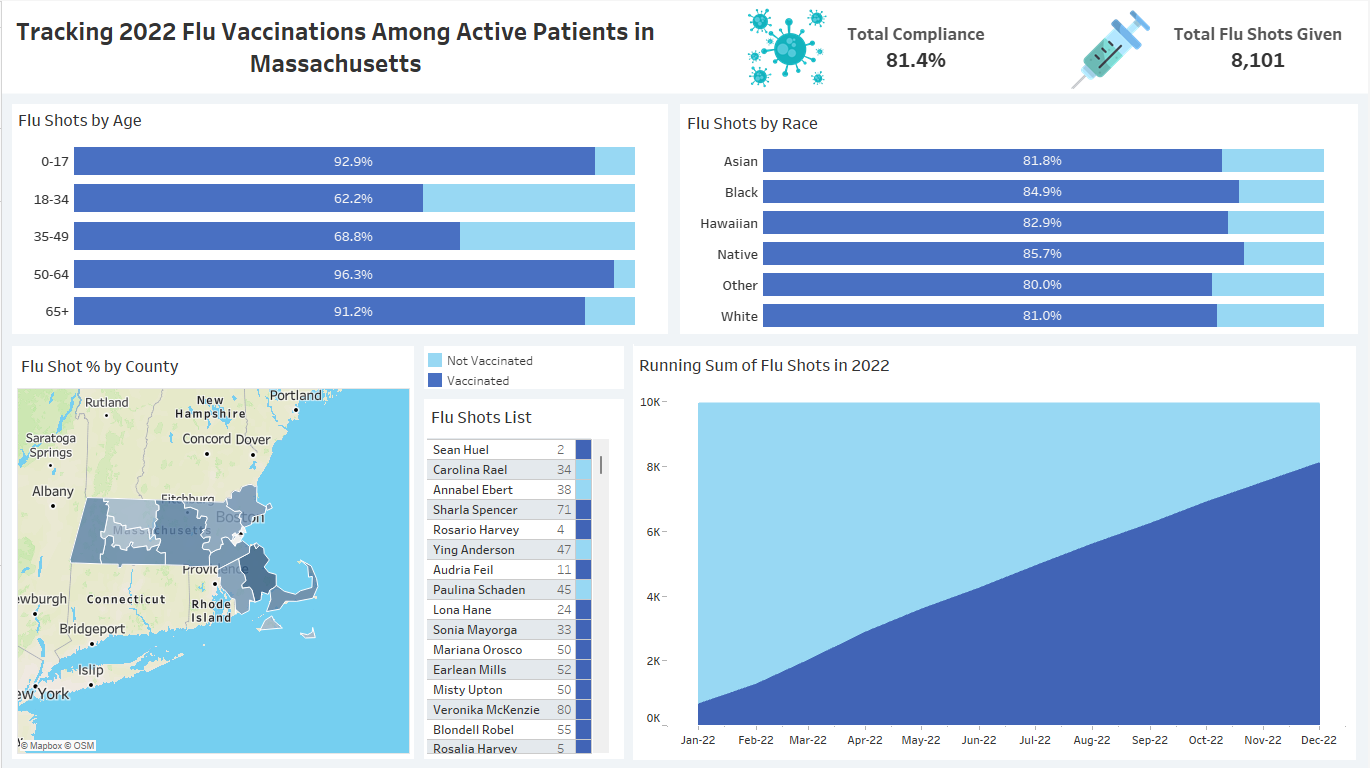 Tracking 2022 Flu Vaccinations Among Active Patients in
Massachusetts
Total Compliance
81.4%
Total Flu Shots Given
8,101
Flu Shots by Age
0-17 92.9%
18-34 62.2%
35-49 68.8%
50-64 96.3%
65+ 91.2%
Flu Shots by Race
Asian 81.8%
Black 84.9%
Hawaiian 82.9%
Native 85.7%
Other 80.0%
White 81.0%
Flu Shot % by County
Rutland
New
Hampshire
Portland
Saratoga
Springs
Concord Dover
Albany
Fitchburg
Boston
Massachusetts
Providence
ewburgh
Connecticut
Rhode
Island
Bridgeport
Islip
ew York
© Mapbox © OSM
Not Vaccinated
Vaccinated
Flu Shots List
Sean Huel 2
Carolina Rael 34
Annabel Ebert 38
Sharla Spencer 71
Rosario Harvey 4
Ying Anderson 47
Audria Feil 11
Paulina Schaden 45
Lona Hane 24
Sonia Mayorga 33
Mariana Orosco 50
Earlean Mills 52
Misty Upton 50
Veronika McKenzie 80
Blondell Robel 55
Rosalia Harvey 5
Running Sum of Flu Shots in 2022
10K
8K
6K
4K
2K
0K
Jan-22 Feb-22 Mar-22 Apr-22 May-22 Jun-22 Jul-22 Aug-22 Sep-22 Oct-22 Nov-22 Dec-22